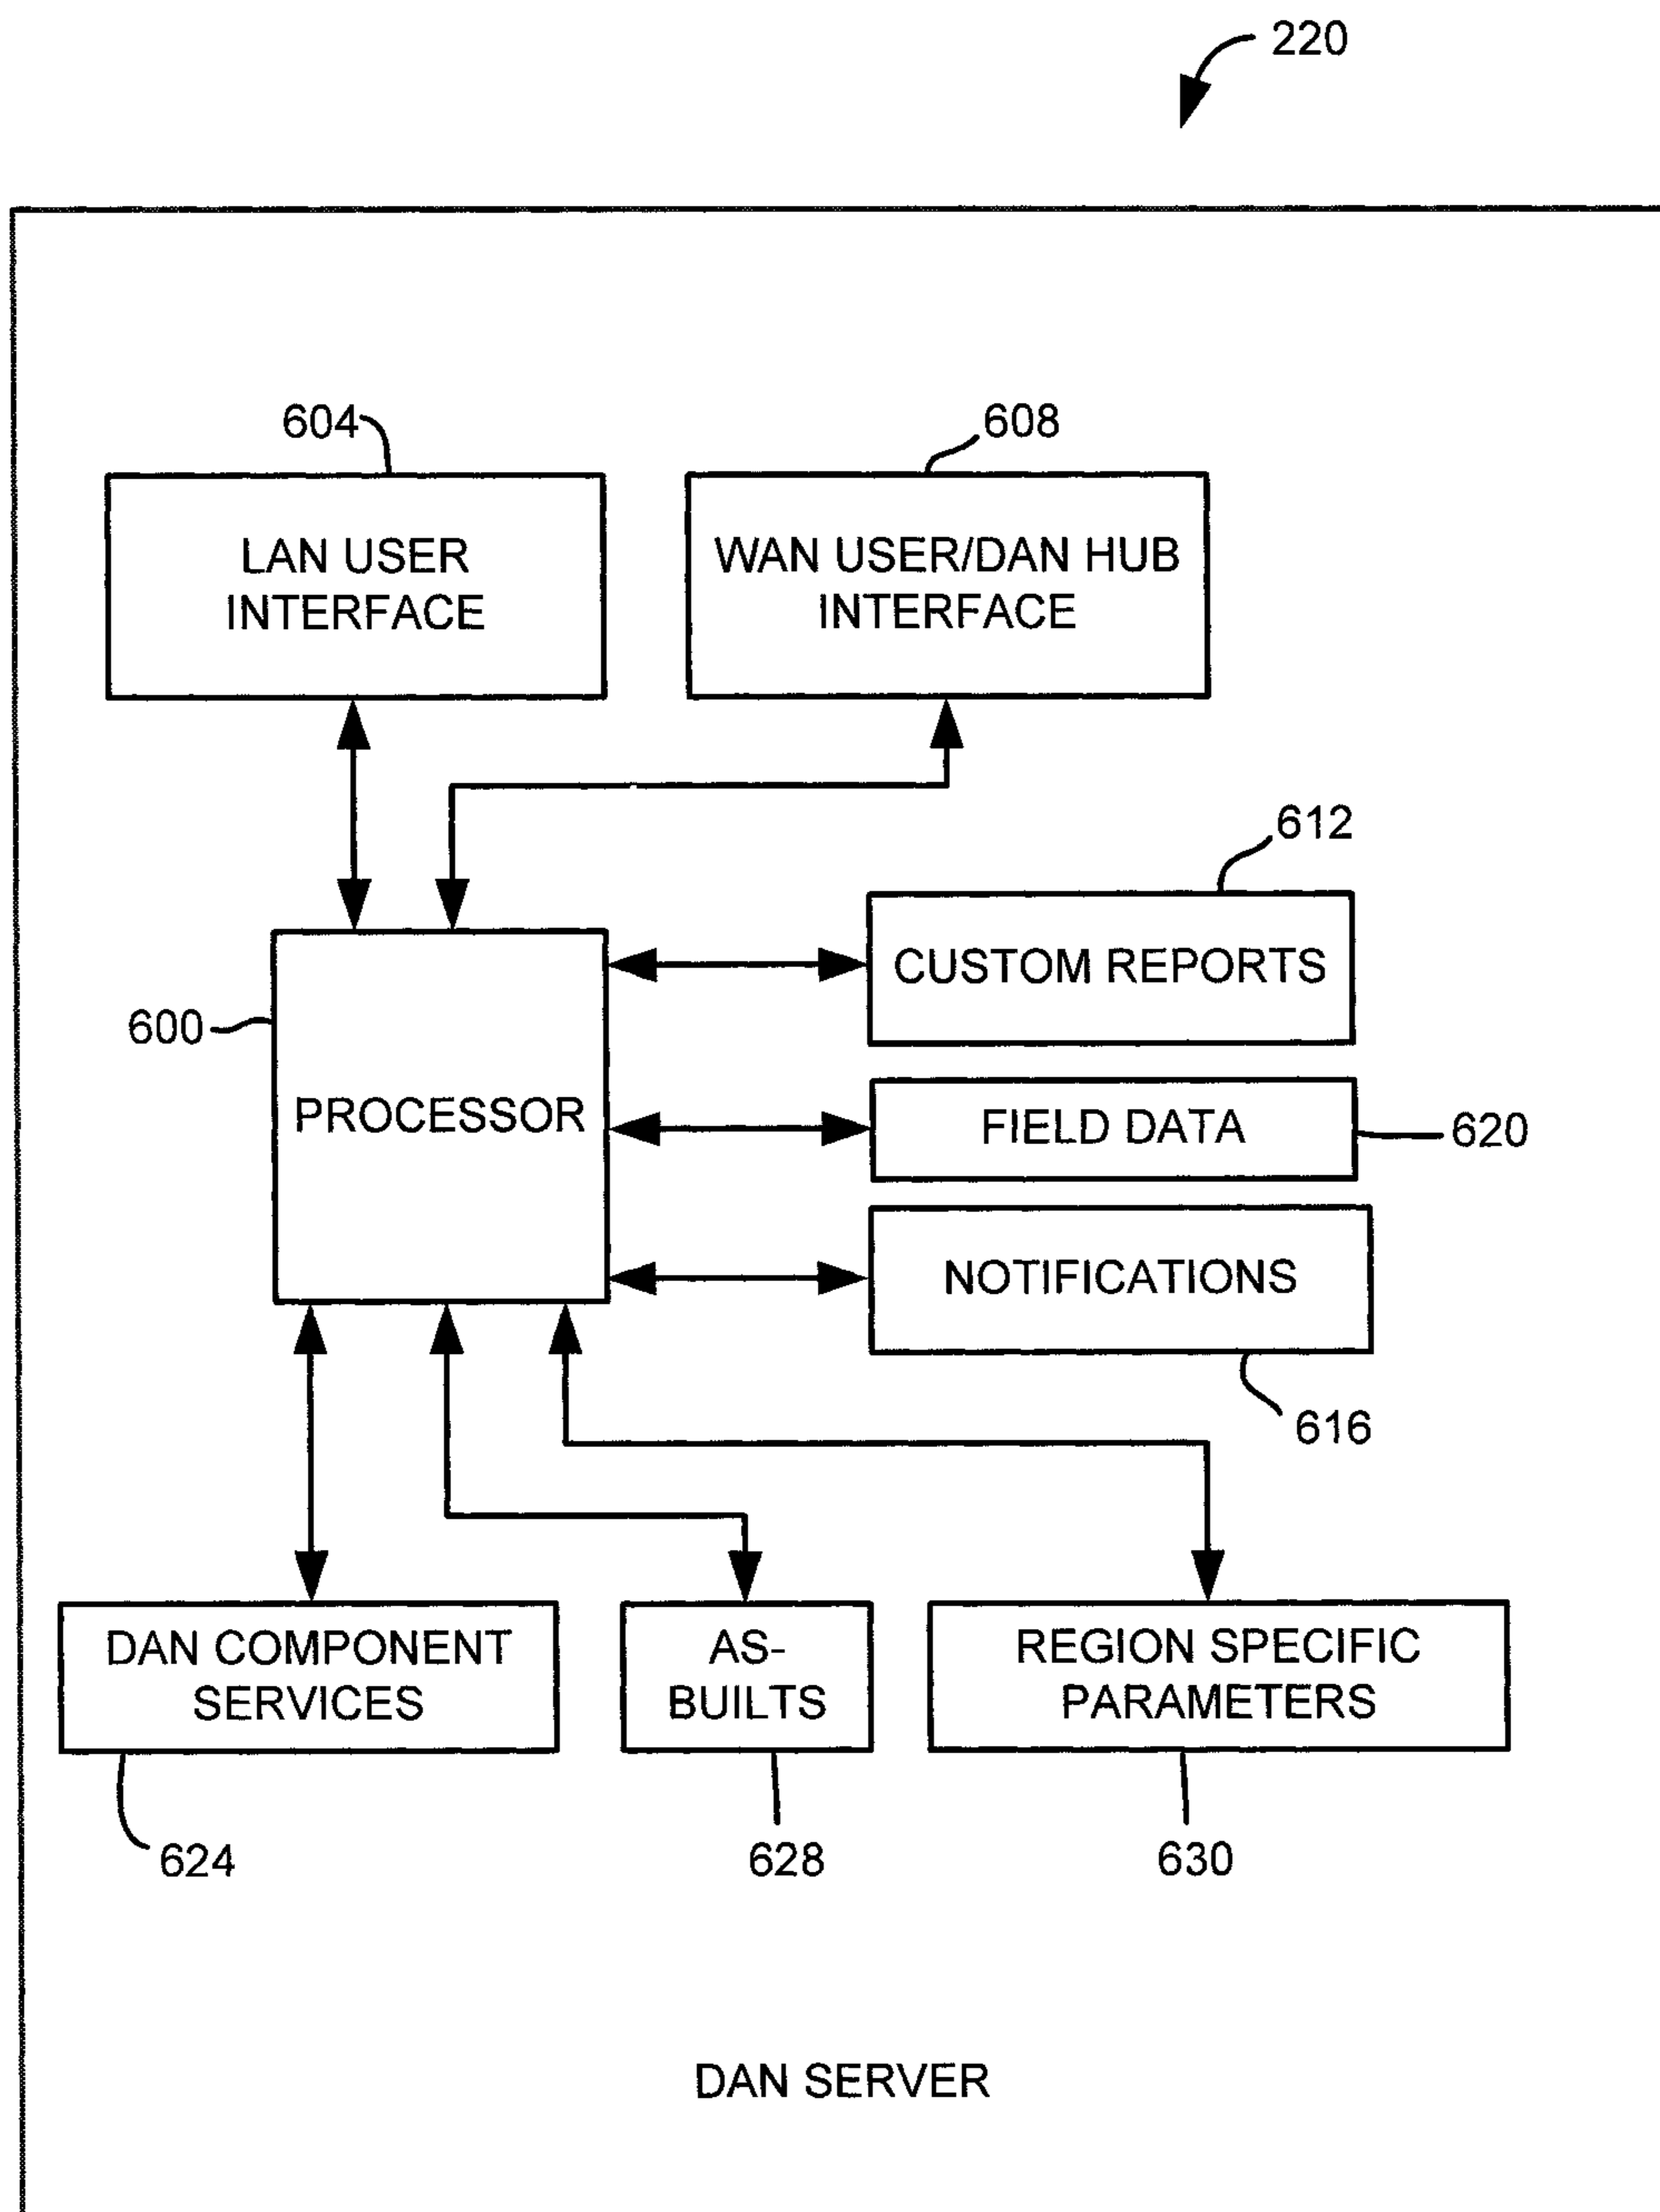 220
604
608
LAN USER
INTERFACE
WAN USER/DAN HUB
INTERFACE
612
CUSTOM REPORTS
600
PROCESSOR
FIELD DATA
620
NOTIFICATIONS
616
DAN COMPONENT
SERVICES
AS-
BUILTS
REGION SPECIFIC
PARAMETERS
624
628
630
DAN SERVER